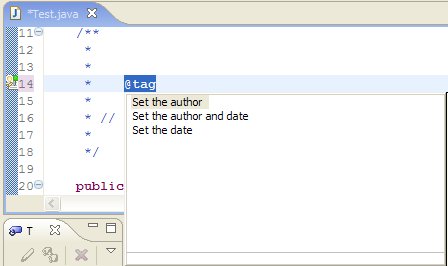 *Test.java
11 /**
12 *
13 *
14 * @tag
15 *
16 * //
17 *
18 */
19
20 public
Set the author
Set the author and date
Set the date
T